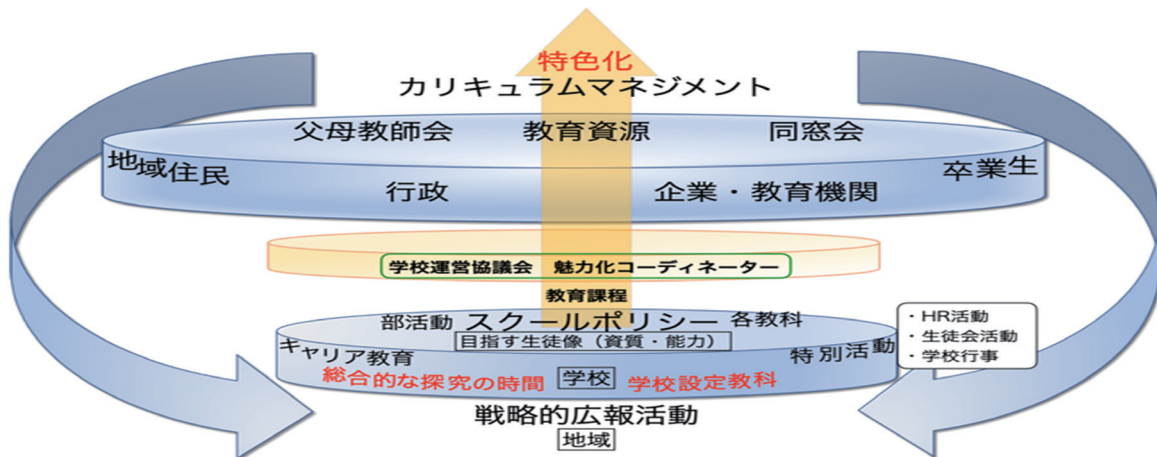 特色化
カリキュラムマネジメント
父母教師会 教育資源 同窓会
地域住民 卒業生
行政 企業・教育機関
学校運営協議会 魅力化コーディネーター
教育課程
部活動 スクールポリシー 各教科
目指す生徒像（資質・能力）
キャリア教育 特別活動
総合的な探究の時間 学校 学校設定教科
・HR活動
・生徒会活動
・学校行事
戦略的広報活動
地域